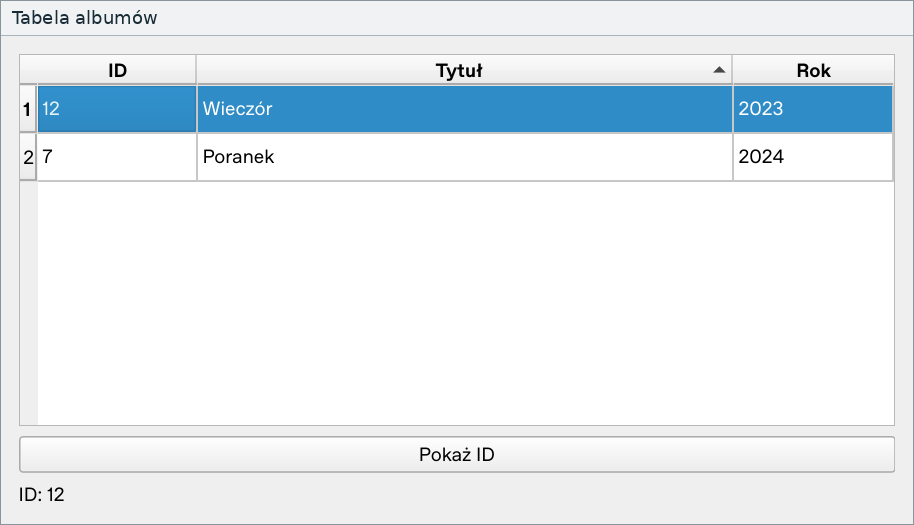 Tabela albumów
ID Tytuł Rok
1 12 Wieczór 2023
2 7 Poranek 2024
Pokaż ID
ID: 12